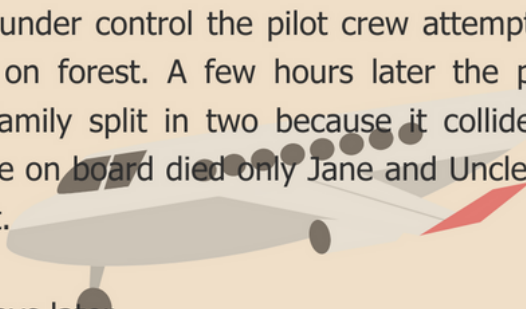 under control the pilot crew attempt
on forest. A few hours later the p
amily split in two because it collide
e on board died only Jane and Uncle
t.
later